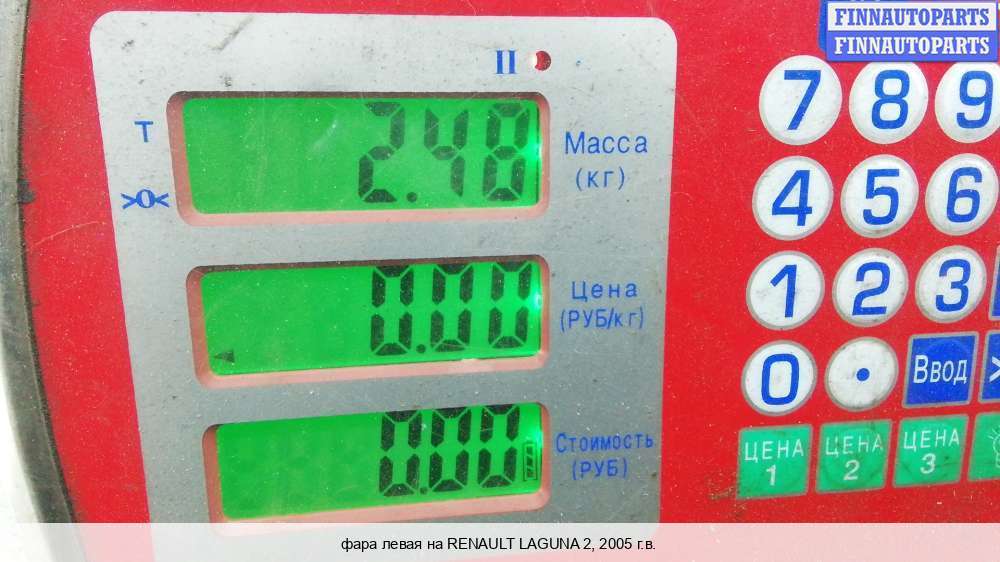 FINNAUTOPARTS
FINNAUTOPARTS
II
T
2.48
Масса
(кг)
>0<
0.00
Цена
(РУБ/кг)
0.00
Стоимость
(РУБ)
7 8 9
4 5 6
1 2 3
0 . Ввод >
ЦЕНА 1
ЦЕНА 2
ЦЕНА 3
фара левая на RENAULT LAGUNA 2, 2005 г.в.